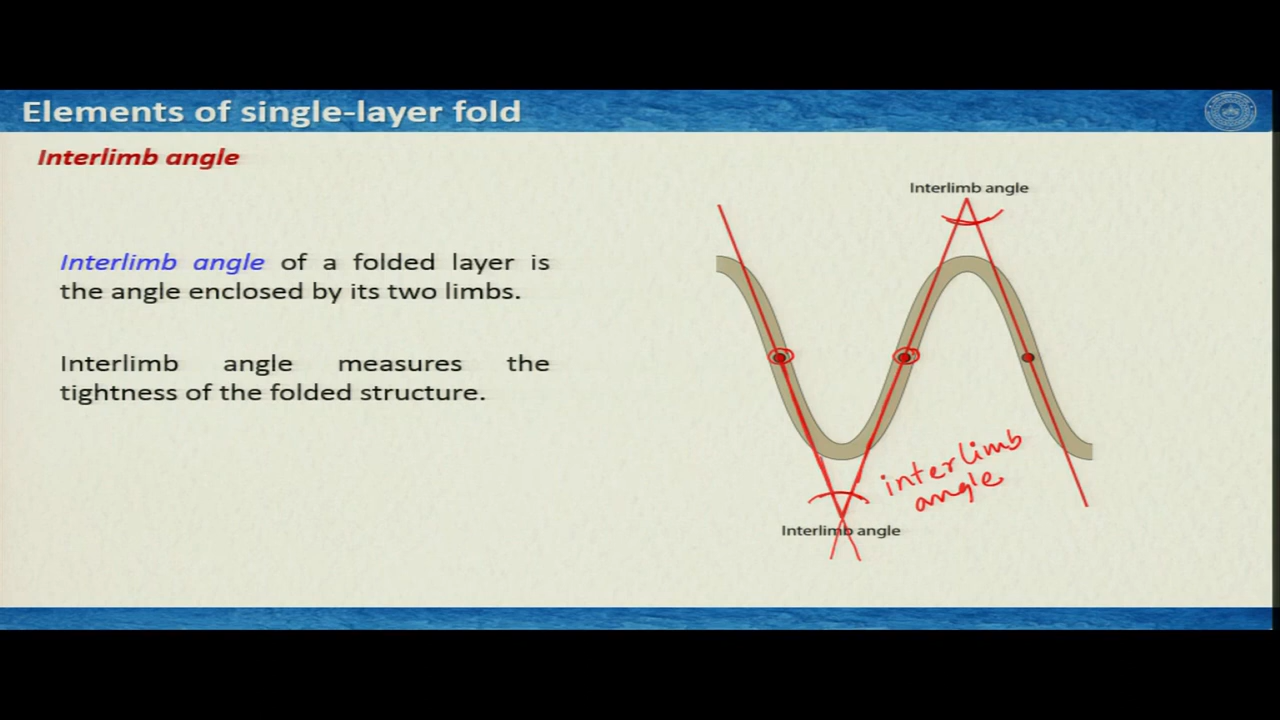 Elements of single-layer fold
Interlimb angle
Interlimb angle of a folded layer is
the angle enclosed by its two limbs.
Interlimb angle measures the
tightness of the folded structure.
Interlimb angle
interlimb
angle
Interlimb angle